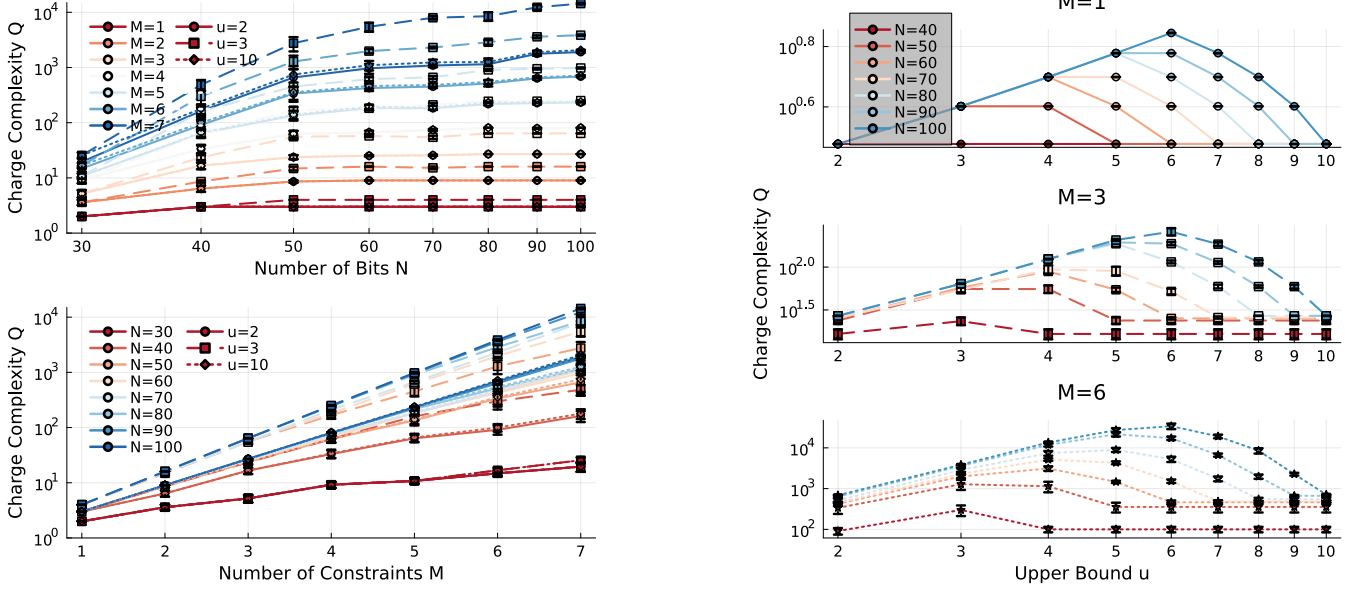 Charge Complexity Q
10^4
10^3
10^2
10^1
10^0
M=1
M=2
M=3
M=4
M=5
M=6
M=7
u=2
u=3
u=10
30
40
50
60
70
80
90
100
Number of Bits N
Charge Complexity Q
10^4
10^3
10^2
10^1
10^0
N=30
N=40
N=50
N=60
N=70
N=80
N=90
N=100
u=2
u=3
u=10
1
2
3
4
5
6
7
Number of Constraints M
Charge Complexity Q
M=1
10^0.8
10^0.6
N=40
N=50
N=60
N=70
N=80
N=90
N=100
2
3
4
5
6
7
8
9
10
M=3
10^2.0
10^1.5
2
3
4
5
6
7
8
9
10
M=6
10^4
10^3
10^2
2
3
4
5
6
7
8
9
10
Upper Bound u